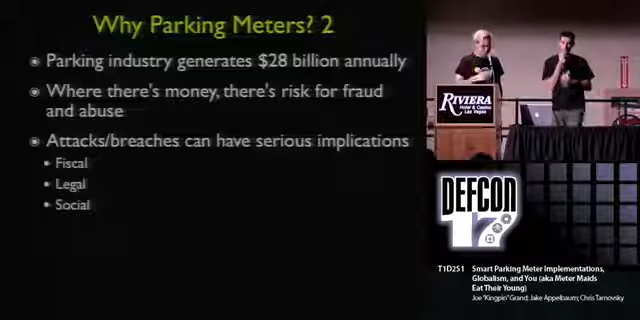 Why Parking Meters? 2
Parking industry generates $28 billion annually
Where there's money, there's risk for fraud
and abuse
Attacks/breaches can have serious implications
Fiscal
Legal
Social
RIVIERA
Hotel & Casino
Las Vegas
DEFCON
17
T1D2S1 Smart Parking Meter Implementations,
Globalism, and You (aka Meter Maids
Eat Their Young)
Joe "Kingpin" Grand; Jake Appelbaum; Chris Tarnovsky